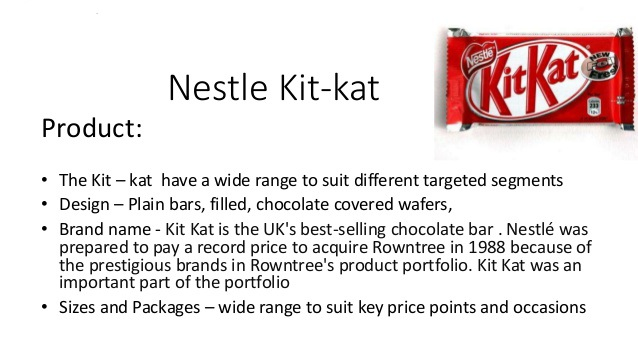 Nestle Kit-kat
Nestlé
KitKat
NEW
Product:
• The Kit – kat  have a wide range to suit different targeted segments
• Design – Plain bars, filled, chocolate covered wafers,
• Brand name - Kit Kat is the UK's best-selling chocolate bar . Nestlé was
prepared to pay a record price to acquire Rowntree in 1988 because of
the prestigious brands in Rowntree's product portfolio. Kit Kat was an
important part of the portfolio
• Sizes and Packages – wide range to suit key price points and occasions